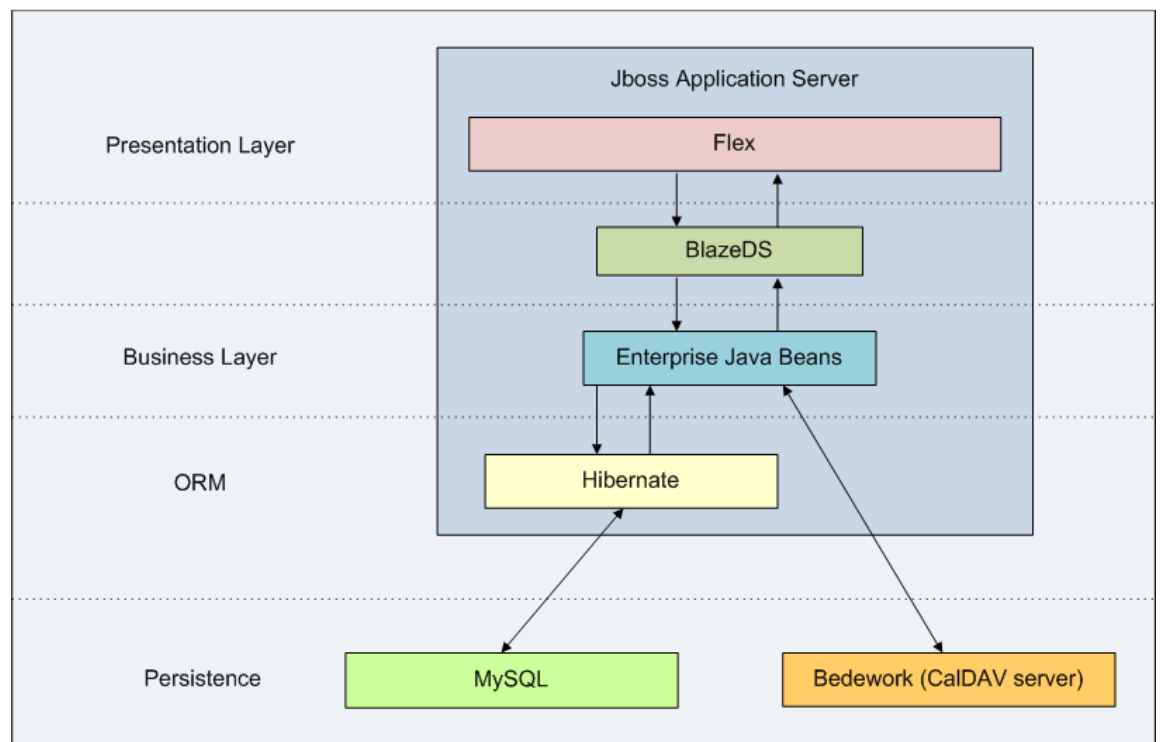 Jboss Application Server
Presentation Layer
Flex
BlazeDS
Business Layer
Enterprise Java Beans
ORM
Hibernate
Persistence
MySQL
Bedework (CalDAV server)